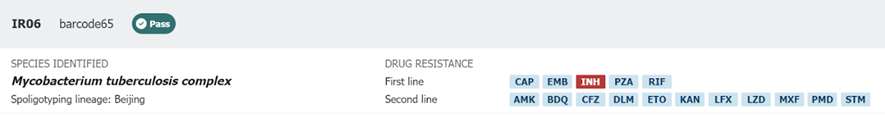 IR06 barcode65 Pass
SPECIES IDENTIFIED DRUG RESISTANCE
Mycobacterium tuberculosis complex First line CAP EMB INH PZA RIF
Spoligotyping lineage: Beijing Second line AMK BDQ CFZ DLM ETO KAN LFX LZD MXF PMD STM